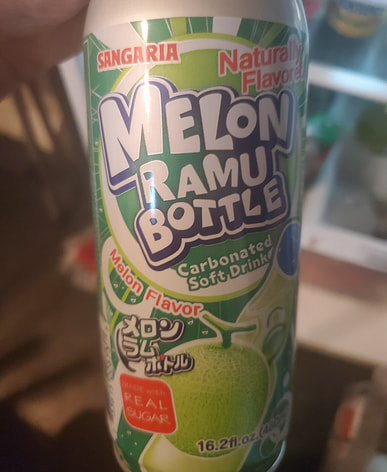 SANGARIA
Naturally
Flavored
MELON
RAMU
BOTTLE
Carbonated
Soft Drink
Melon Flavor
メロン
ラム
ボトル
MADE with
REAL
SUGAR
16.2fl.oz.